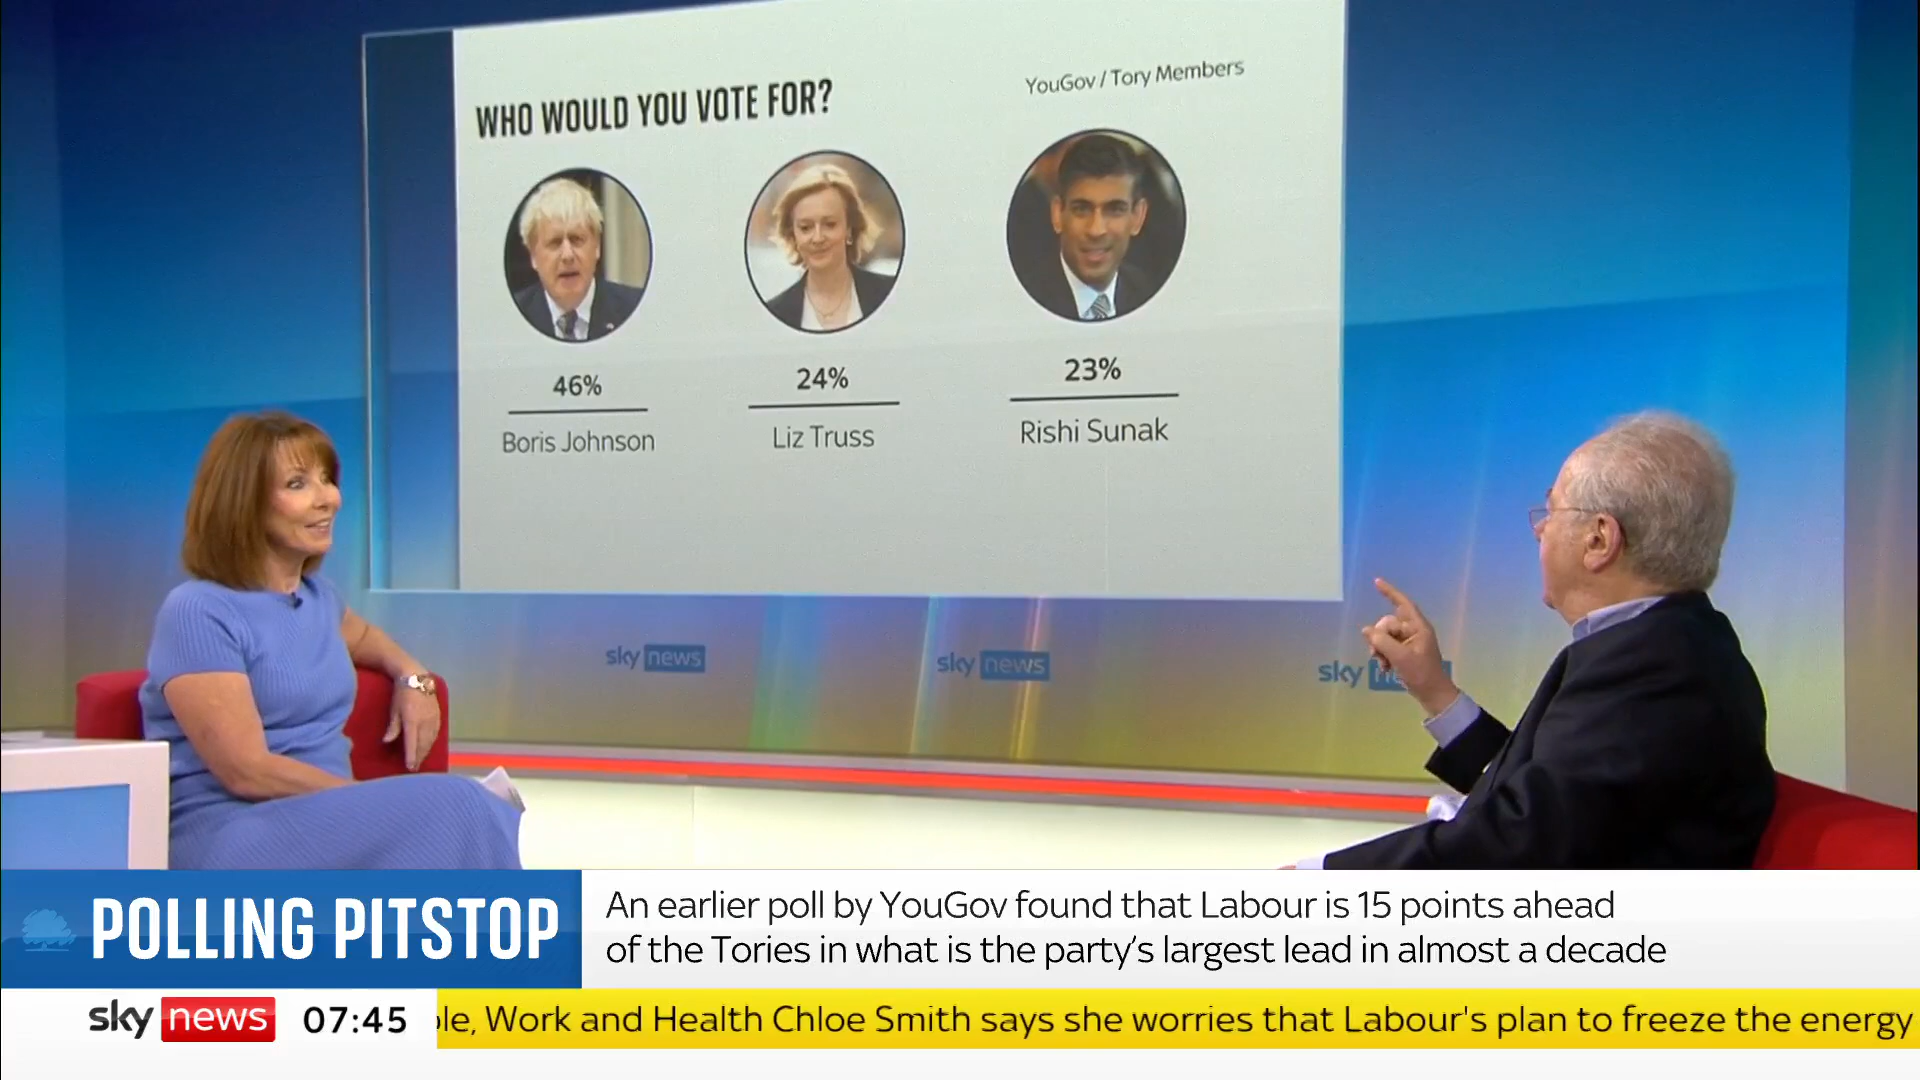 WHO WOULD YOU VOTE FOR?
YouGov / Tory Members
46%
Boris Johnson
24%
Liz Truss
23%
Rishi Sunak
sky news
sky news
sky
POLLING PITSTOP
An earlier poll by YouGov found that Labour is 15 points ahead
of the Tories in what is the party's largest lead in almost a decade
sky news
07:45
Work and Health Chloe Smith says she worries that Labour's plan to freeze the energy